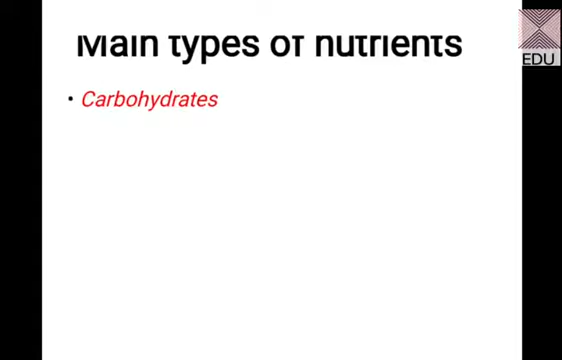 Main types of nutrients
EDU
• Carbohydrates